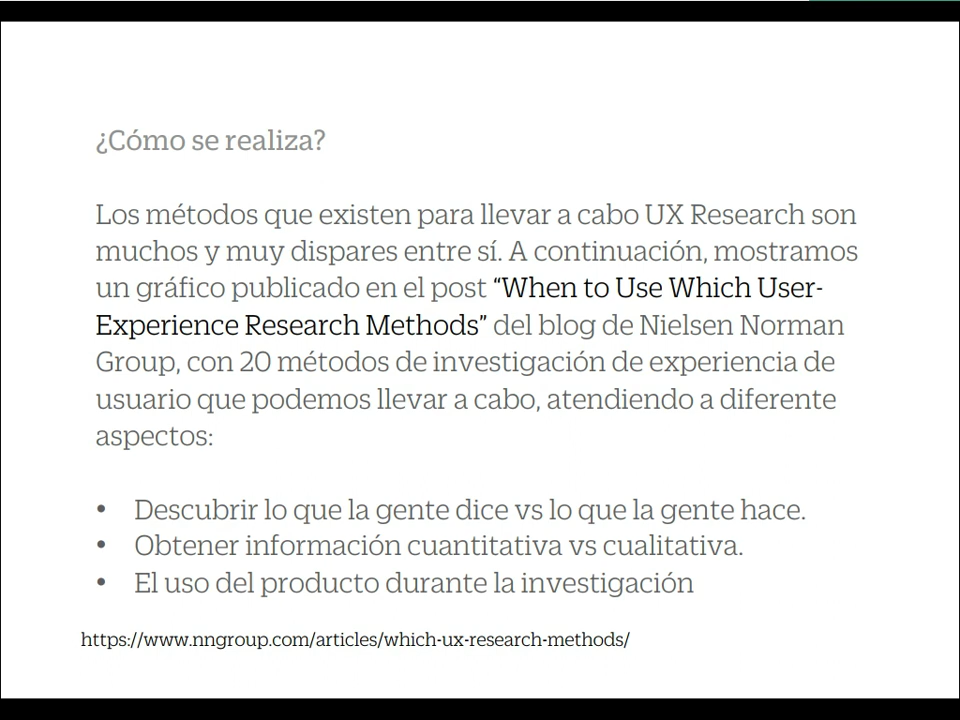 ¿Cómo se realiza?
Los métodos que existen para llevar a cabo UX Research son
muchos y muy dispares entre sí. A continuación, mostramos
un gráfico publicado en el post “When to Use Which User-
Experience Research Methods” del blog de Nielsen Norman
Group, con 20 métodos de investigación de experiencia de
usuario que podemos llevar a cabo, atendiendo a diferente
aspectos:
• Descubrir lo que la gente dice vs lo que la gente hace.
• Obtener información cuantitativa vs cualitativa.
• El uso del producto durante la investigación
https://www.nngroup.com/articles/which-ux-research-methods/